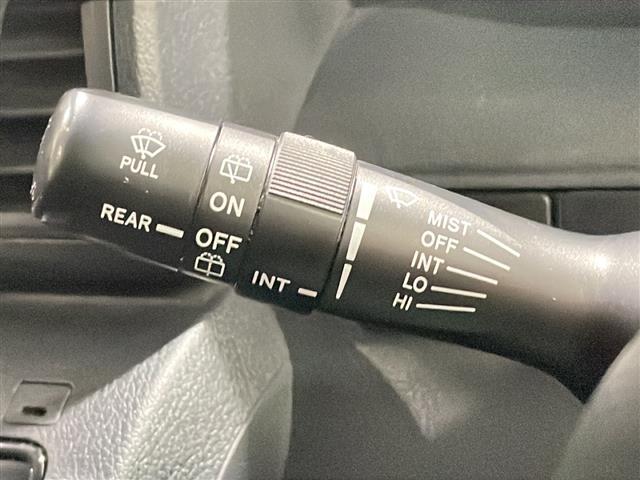 PULL
REAR
ON
OFF
INT
MIST
OFF
INT
LO
HI